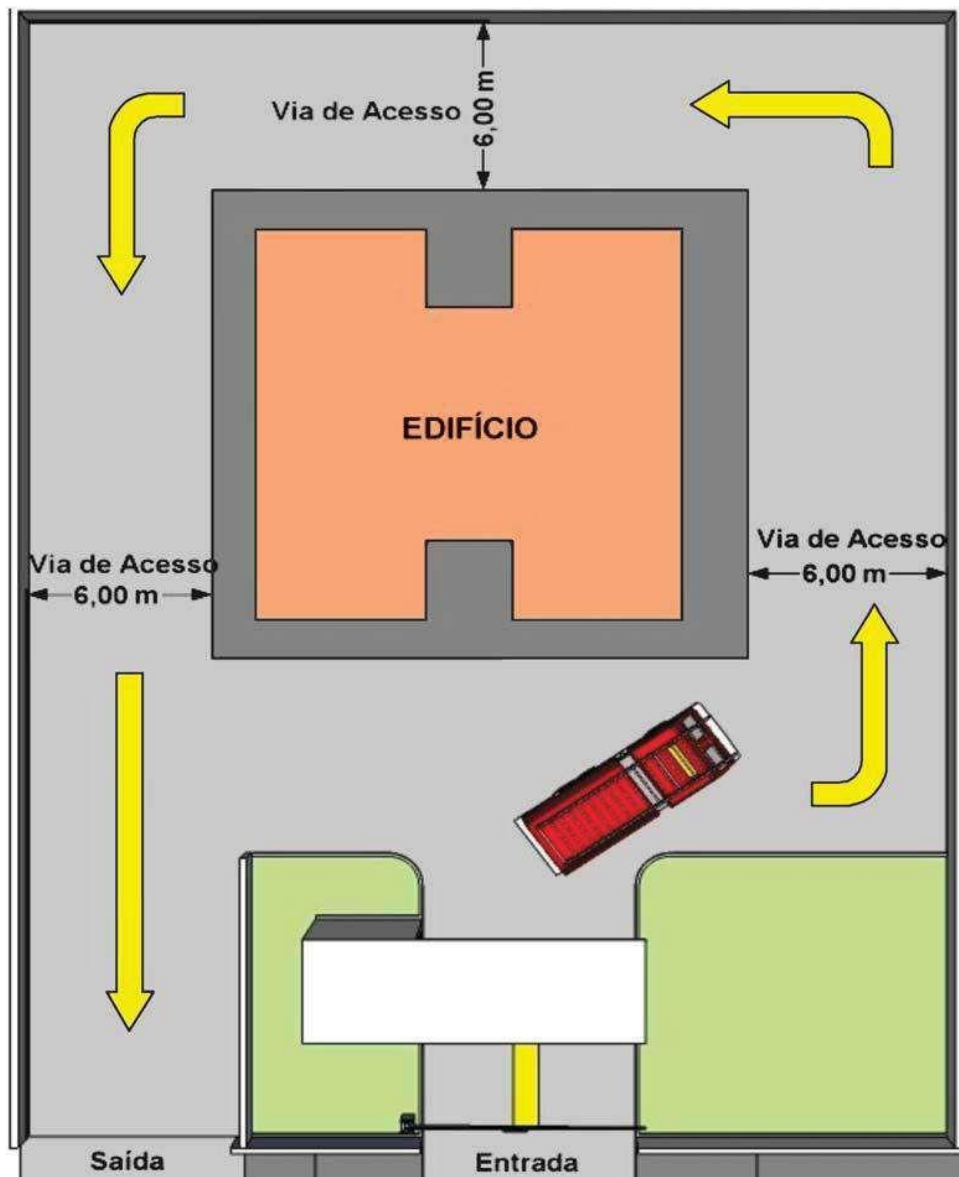 Via de Acesso
6,00 m
EDIFÍCIO
Via de Acesso
6,00 m
Via de Acesso
6,00 m
Saída
Entrada